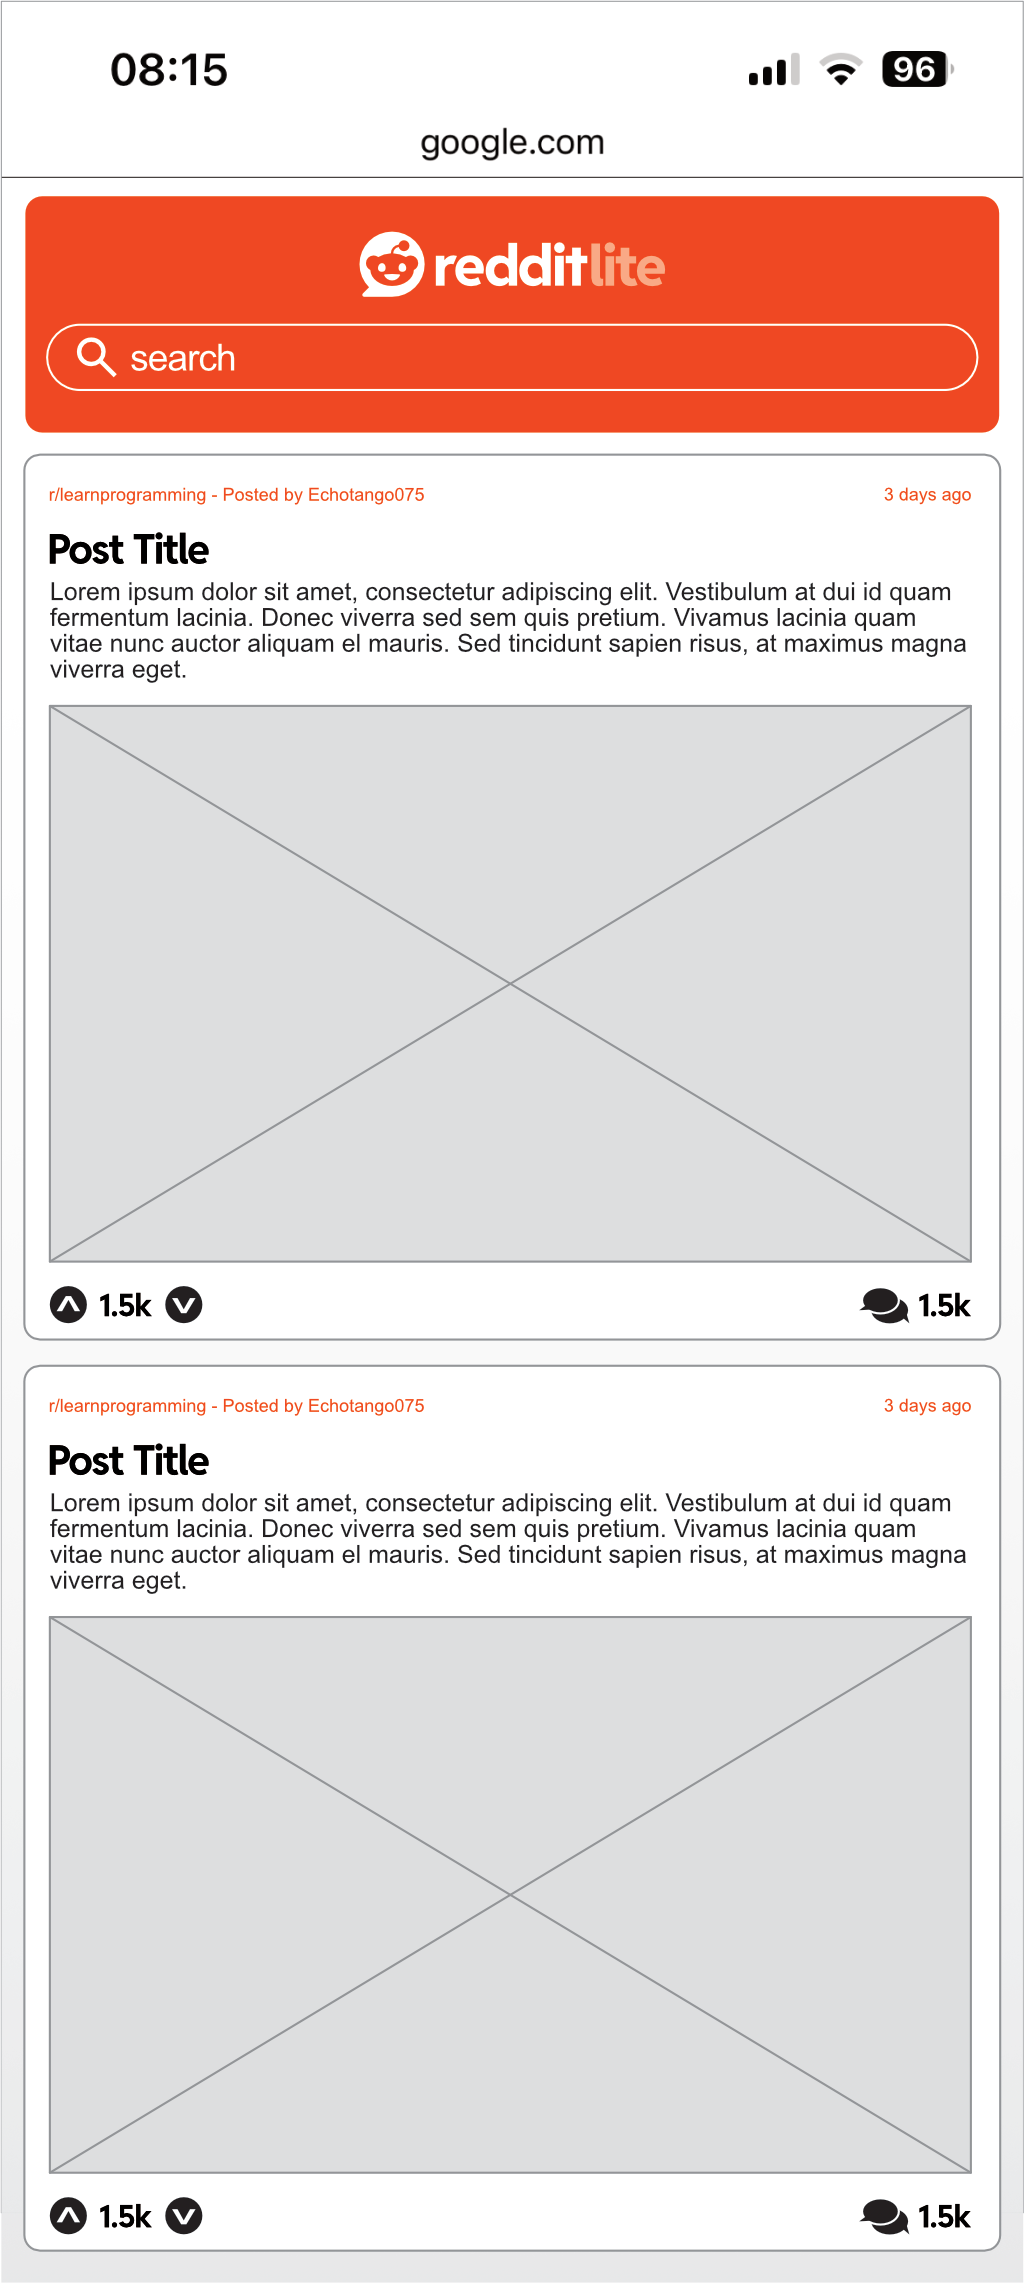 08:15
96
google.com
redditlite
search
r/learnprogramming - Posted by Echotango075 3 days ago
Post Title
Lorem ipsum dolor sit amet, consectetur adipiscing elit. Vestibulum at dui id quam
fermentum lacinia. Donec viverra sed sem quis pretium. Vivamus lacinia quam
vitae nunc auctor aliquam el mauris. Sed tincidunt sapien risus, at maximus magna
viverra eget.
1.5k 1.5k
r/learnprogramming - Posted by Echotango075 3 days ago
Post Title
Lorem ipsum dolor sit amet, consectetur adipiscing elit. Vestibulum at dui id quam
fermentum lacinia. Donec viverra sed sem quis pretium. Vivamus lacinia quam
vitae nunc auctor aliquam el mauris. Sed tincidunt sapien risus, at maximus magna
viverra eget.
1.5k 1.5k